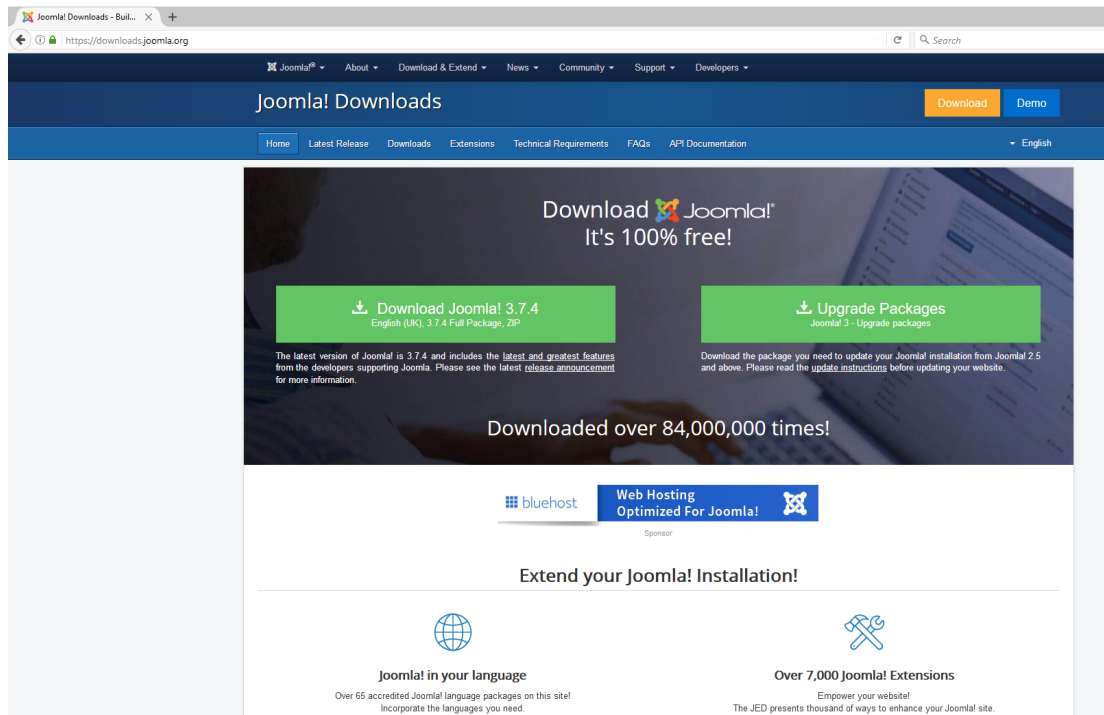 Joomla! Downloads - Buil...
https://downloads.joomla.org
Search
Joomla!® About Download & Extend News Community Support Developers
Joomla! Downloads
Download Demo
Home Latest Release Downloads Extensions Technical Requirements FAQs API Documentation English
Download Joomla!®
It's 100% free!
Download Joomla! 3.7.4
English (UK), 3.7.4 Full Package, ZIP
The latest version of Joomla! is 3.7.4 and includes the latest and greatest features
from the developers supporting Joomla. Please see the latest release announcement
for more information.
Upgrade Packages
Joomla! 3 - Upgrade packages
Download the package you need to update your Joomla! installation from Joomla! 2.5
and above. Please read the update instructions before updating your website.
Downloaded over 84,000,000 times!
bluehost
Web Hosting
Optimized For Joomla!
Sponsor
Extend your Joomla! Installation!
Joomla! in your language
Over 65 accredited Joomla! language packages on this site!
Incorporate the languages you need.
Over 7,000 Joomla! Extensions
Empower your website!
The JED presents thousand of ways to enhance your Joomla! site.